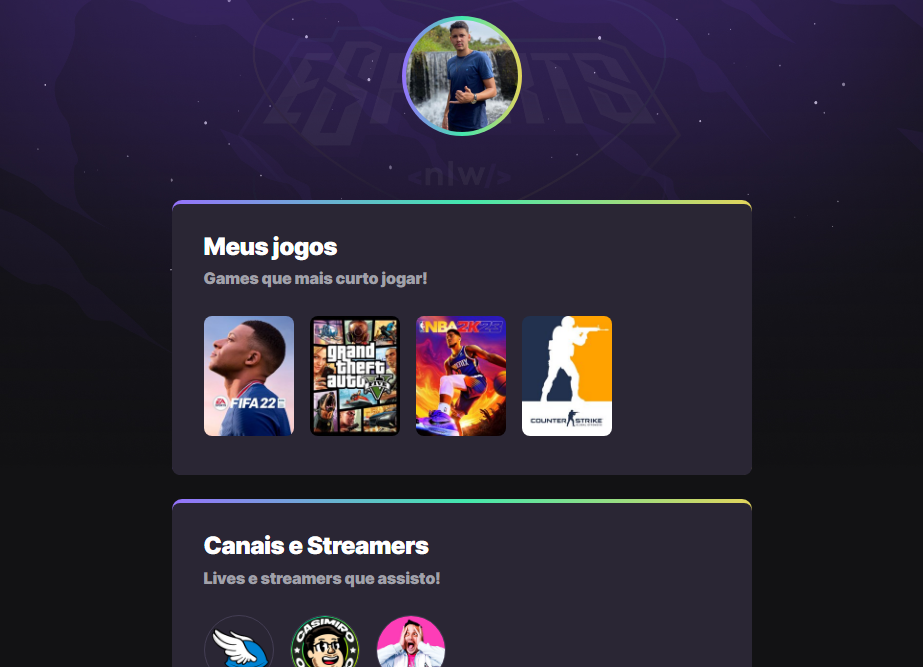 ESPORTS
<nlw/>
Meus jogos
Games que mais curto jogar!
FIFA 22
grand
theft
auto V
FIVE
NBA 2K23
COUNTER STRIKE
Canais e Streamers
Lives e streamers que assisto!
CASIMIRO